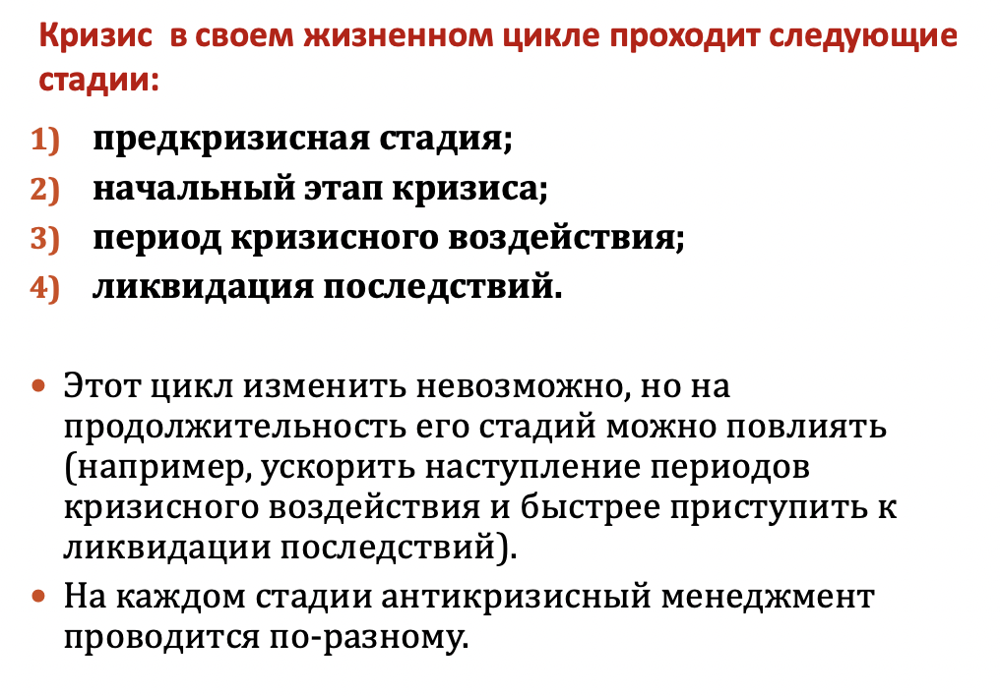 Кризис в своем жизненном цикле проходит следующие
стадии:
1) предкризисная стадия;
2) начальный этап кризиса;
3) период кризисного воздействия;
4) ликвидация последствий.
• Этот цикл изменить невозможно, но на
продолжительность его стадий можно повлиять
(например, ускорить наступление периодов
кризисного воздействия и быстрее приступить к
ликвидации последствий).
• На каждом стадии антикризисный менеджмент
проводится по-разному.